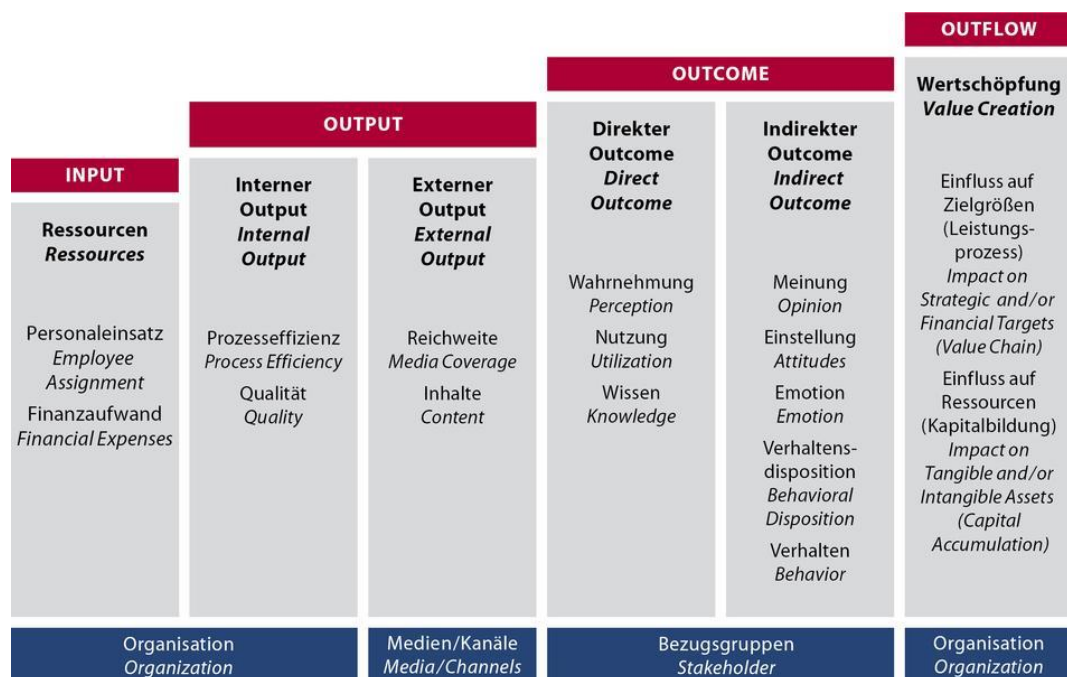 OUTFLOW
OUTCOME
Wertschöpfung
Value Creation
OUTPUT
Direkter
Outcome
Direct
Outcome
Indirekter
Outcome
Indirect
Outcome
INPUT
Interner
Output
Internal
Output
Externer
Output
External
Output
Ressourcen
Ressources
Personaleinsatz
Employee
Assignment
Finanzaufwand
Financial Expenses
Prozesseffizienz
Process Efficiency
Qualität
Quality
Reichweite
Media Coverage
Inhalte
Content
Wahrnehmung
Perception
Nutzung
Utilization
Wissen
Knowledge
Meinung
Opinion
Einstellung
Attitudes
Emotion
Emotion
Verhaltens-
disposition
Behavioral
Disposition
Verhalten
Behavior
Einfluss auf
Zielgrößen
(Leistungs-
prozess)
Impact on
Strategic and/or
Financial Targets
(Value Chain)
Einfluss auf
Ressourcen
(Kapitalbildung)
Impact on
Tangible and/or
Intangible Assets
(Capital
Accumulation)
Organisation
Organization
Medien/Kanäle
Media/Channels
Bezugsgruppen
Stakeholder
Organisation
Organization